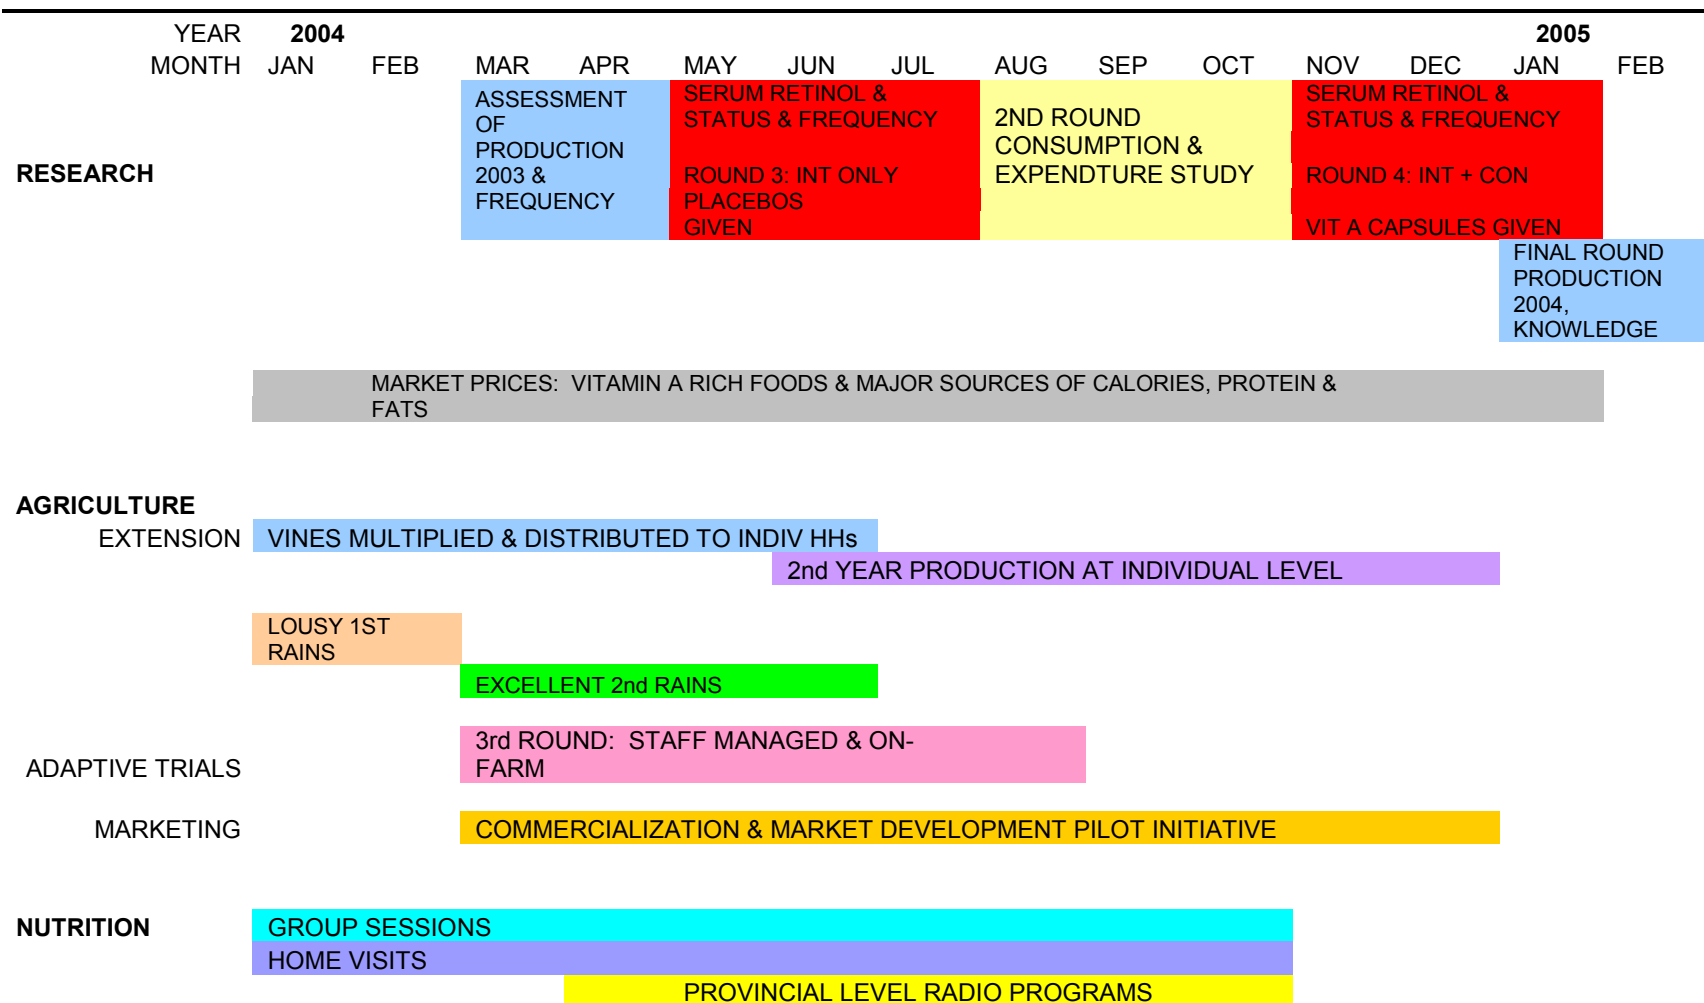 YEAR 2004 2005
MONTH JAN FEB MAR APR MAY JUN JUL AUG SEP OCT NOV DEC JAN FEB
RESEARCH
ASSESSMENT
OF
PRODUCTION
2003 &
FREQUENCY
SERUM RETINOL &
STATUS & FREQUENCY
ROUND 3: INT ONLY
PLACEBOS
GIVEN
2ND ROUND
CONSUMPTION &
EXPENDTURE STUDY
SERUM RETINOL &
STATUS & FREQUENCY
ROUND 4: INT + CON
VIT A CAPSULES GIVEN
FINAL ROUND
PRODUCTION
2004,
KNOWLEDGE
MARKET PRICES: VITAMIN A RICH FOODS & MAJOR SOURCES OF CALORIES, PROTEIN &
FATS
AGRICULTURE
EXTENSION VINES MULTIPLIED & DISTRIBUTED TO INDIV HHs
2nd YEAR PRODUCTION AT INDIVIDUAL LEVEL
LOUSY 1ST
RAINS
EXCELLENT 2nd RAINS
3rd ROUND: STAFF MANAGED & ON-
FARM
ADAPTIVE TRIALS
MARKETING COMMERCIALIZATION & MARKET DEVELOPMENT PILOT INITIATIVE
NUTRITION GROUP SESSIONS
HOME VISITS
PROVINCIAL LEVEL RADIO PROGRAMS